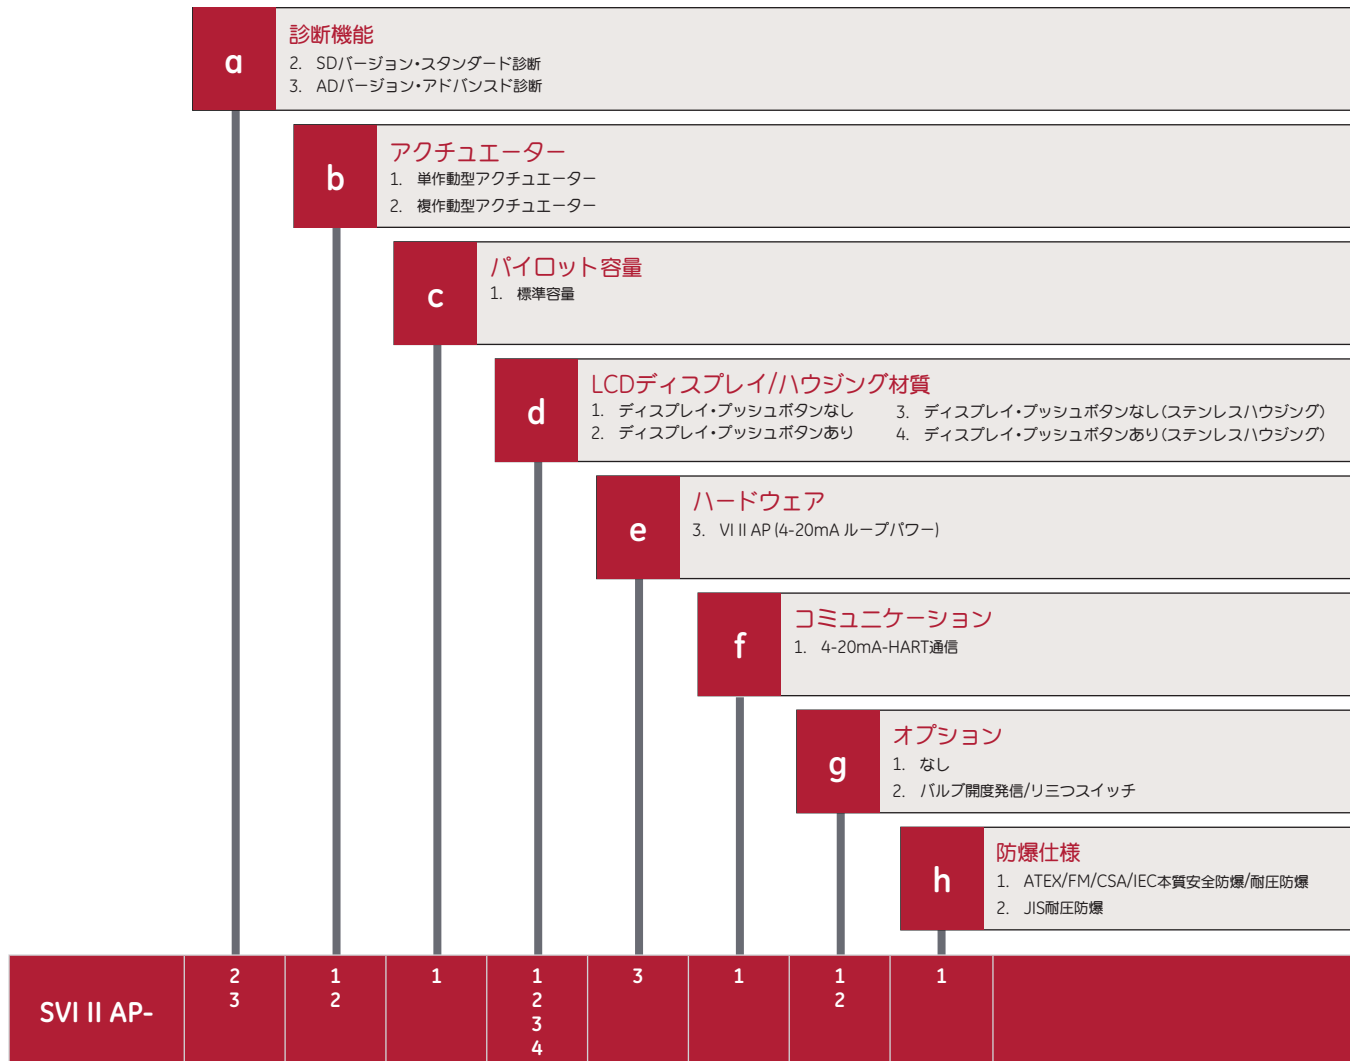 a
診断機能
2. SDバージョン・スタンダード診断
3. ADバージョン・アドバンスド診断
b
アクチュエーター
1. 単作動型アクチュエーター
2. 複作動型アクチュエーター
c
パイロット容量
1. 標準容量
d
LCDディスプレイ/ハウジング材質
1. ディスプレイ・プッシュボタンなし
2. ディスプレイ・プッシュボタンあり
3. ディスプレイ・プッシュボタンなし(ステンレスハウジング)
4. ディスプレイ・プッシュボタンあり(ステンレスハウジング)
e
ハードウェア
3. VI II AP (4-20mA ループパワー)
f
コミュニケーション
1. 4-20mA-HART通信
g
オプション
1. なし
2. バルブ開度発信/リ三つスイッチ
h
防爆仕様
1. ATEX/FM/CSA/IEC本質安全防爆/耐圧防爆
2. JIS耐圧防爆
SVI II AP-
2
3
1
2
1
1
2
3
4
3
1
1
2
1